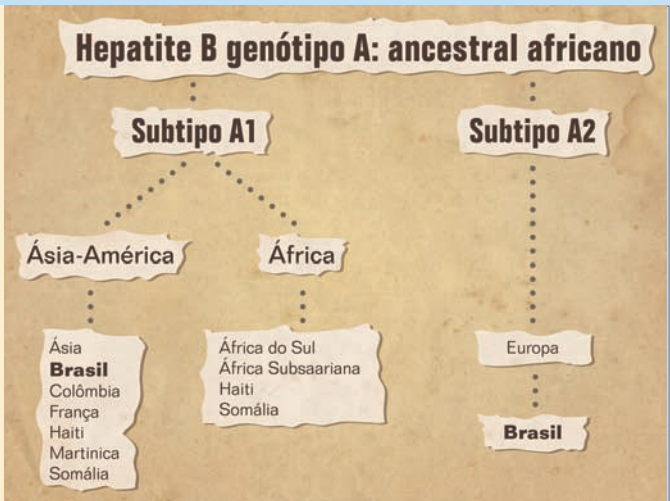 Hepatite B genótipo A: ancestral africano
Subtipo A1
Subtipo A2
Ásia-América
África
Ásia
Brasil
Colômbia
França
Haiti
Martinica
Somália
África do Sul
África Subsaariana
Haiti
Somália
Europa
Brasil